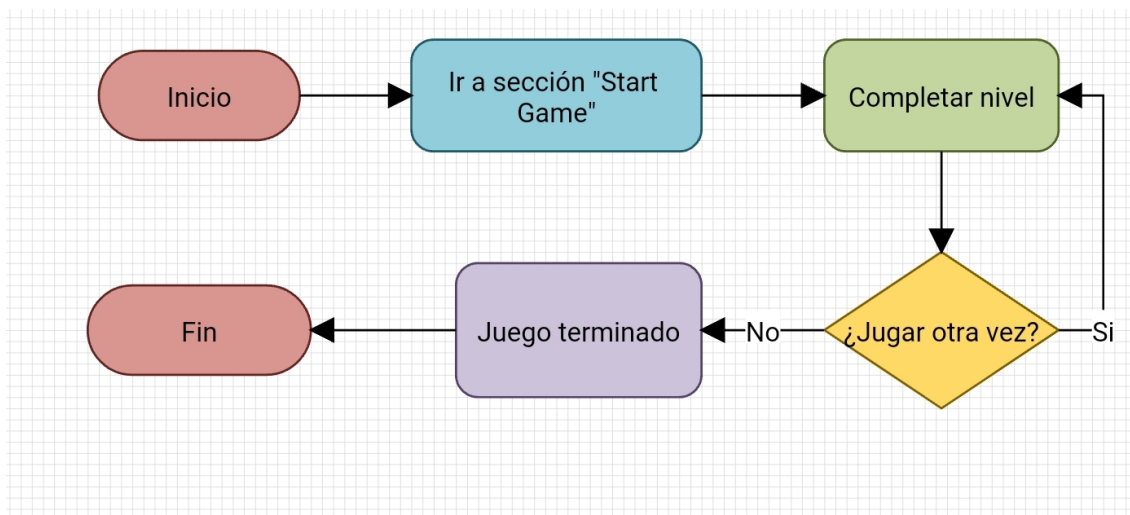 Inicio
Ir a sección "Start
Game"
Completar nivel
Fin
Juego terminado
No
¿Jugar otra vez?
Si